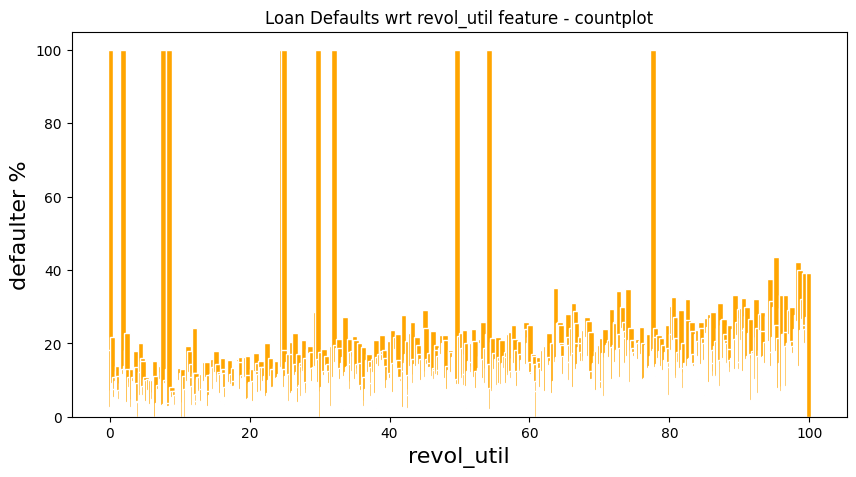 Loan Defaults wrt revol_util feature - countplot
100
80
60
40
20
0
defaulter %
0 20 40 60 80 100
revol_util